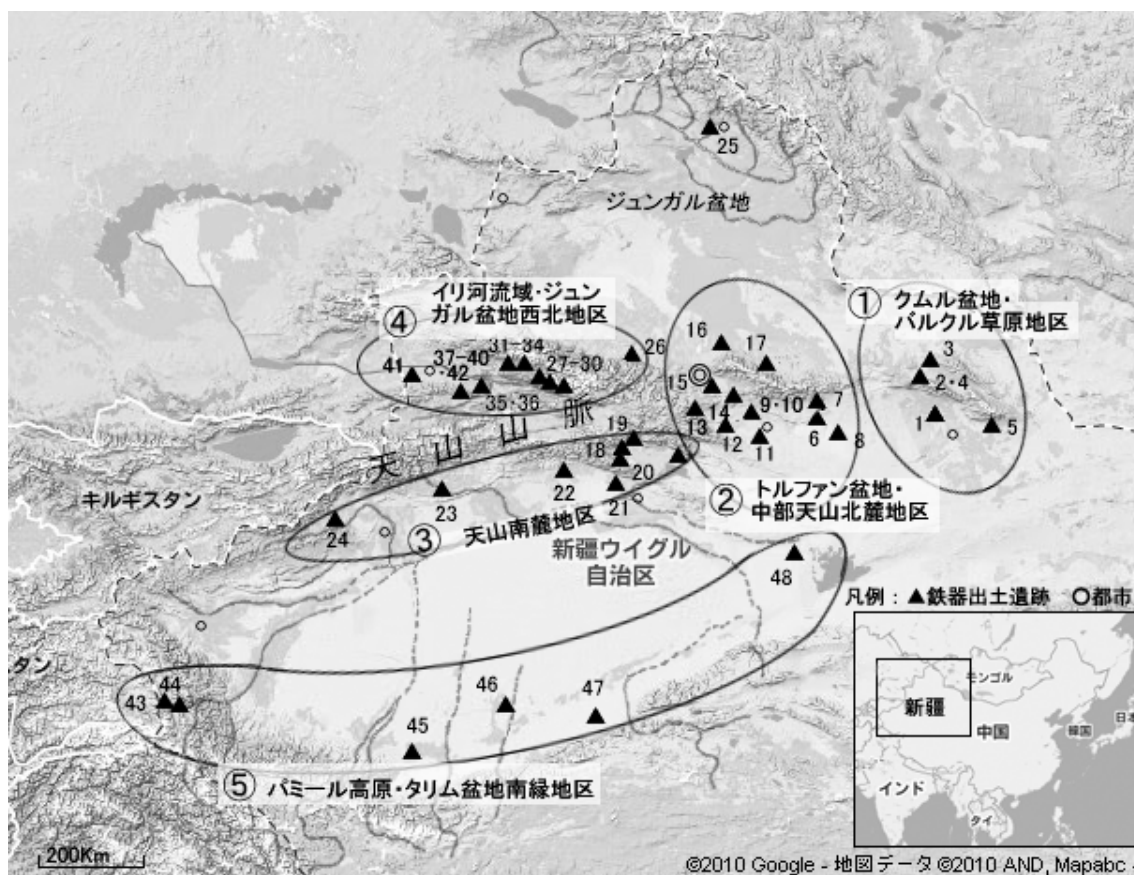 25
ジュンガル盆地
④
イリ河流域・ジュン
ガル盆地西北地区
①
クムル盆地・
バルクル草原地区
31-34
26
16
17
3
37-40
・42
41
27-30
2・4
15
35・36
14
9・10
7
1
5
13
12
11
6
8
天山山脈
19
18
20
22
21
23
②
トルファン盆地・
中部天山北麓地区
キルギスタン
24
③
天山南麓地区
新疆ウイグル
自治区
48
凡例：▲鉄器出土遺跡 ◎都市
タン
43
44
46
47
45
⑤
パミール高原・タリム盆地南縁地区
モンゴル
新疆
中国
韓国
日本
インド
タイ
200Km
©2010 Google - 地図データ ©2010 AND, Mapabc -